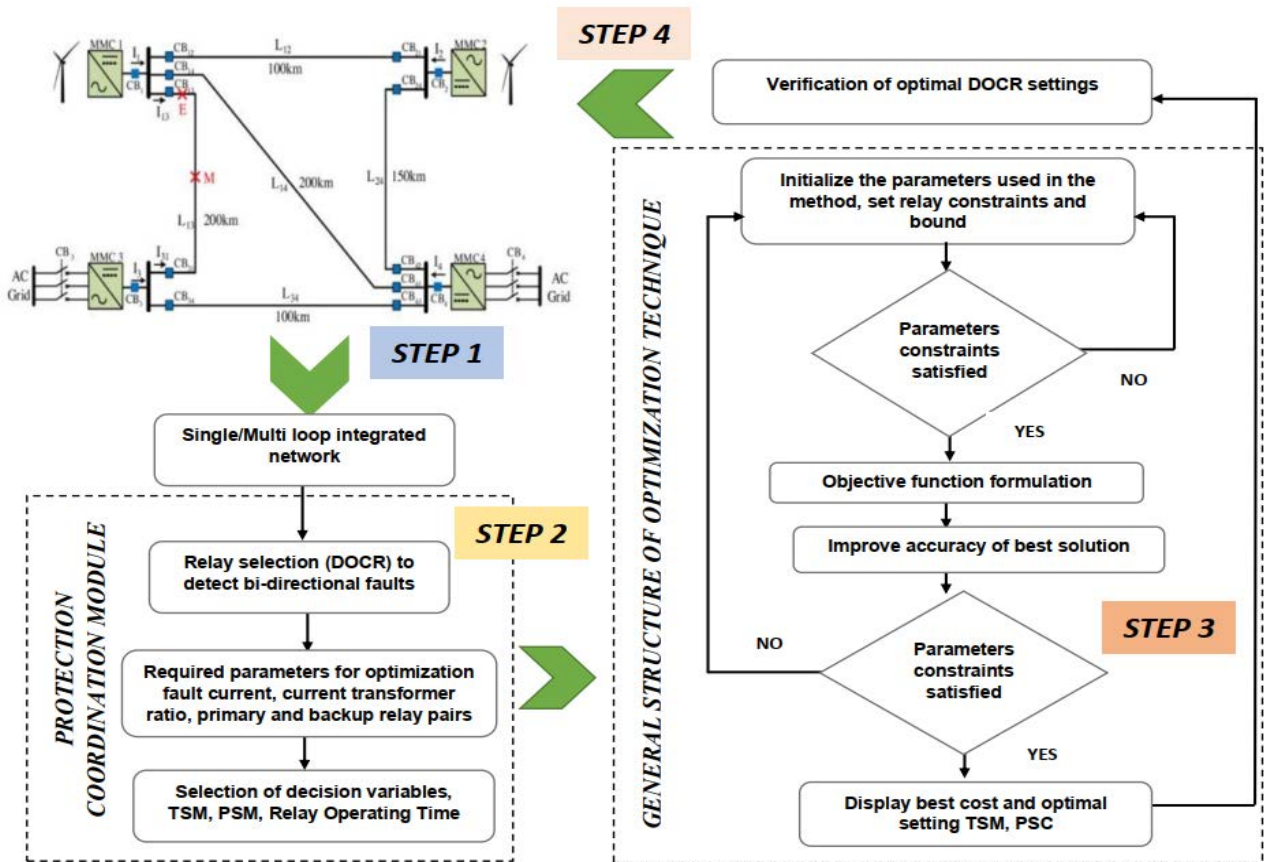 STEP 4
MMC 1
I₁
CB₁₂
L₁₂
100km
CB₂₁
I₂
MMC2
CB₁
CB₁₄
CB₁₃
CB₂₄
CB₂
I₁₃
E
M
L₁₃
200km
L₁₄
200km
L₂₄
150km
AC
Grid
CB₃
MMC 3
I₃
I₃₁
CB₃₁
CB₃
CB₃₄
L₃₄
100km
CB₄₂
I₄
MMC4
CB₄
CB₄
AC
Grid
STEP 1
Single/Multi loop integrated
network
PROTECTION
COORDINATION MODULE
STEP 2
Relay selection (DOCR) to
detect bi-directional faults
Required parameters for optimization
fault current, current transformer
ratio, primary and backup relay pairs
Selection of decision variables,
TSM, PSM, Relay Operating Time
GENERAL STRUCTURE OF OPTIMIZATION TECHNIQUE
Verification of optimal DOCR settings
Initialize the parameters used in the
method, set relay constraints and
bound
Parameters
constraints
satisfied
NO
YES
Objective function formulation
Improve accuracy of best solution
STEP 3
NO
Parameters
constraints
satisfied
YES
Display best cost and optimal
setting TSM, PSC